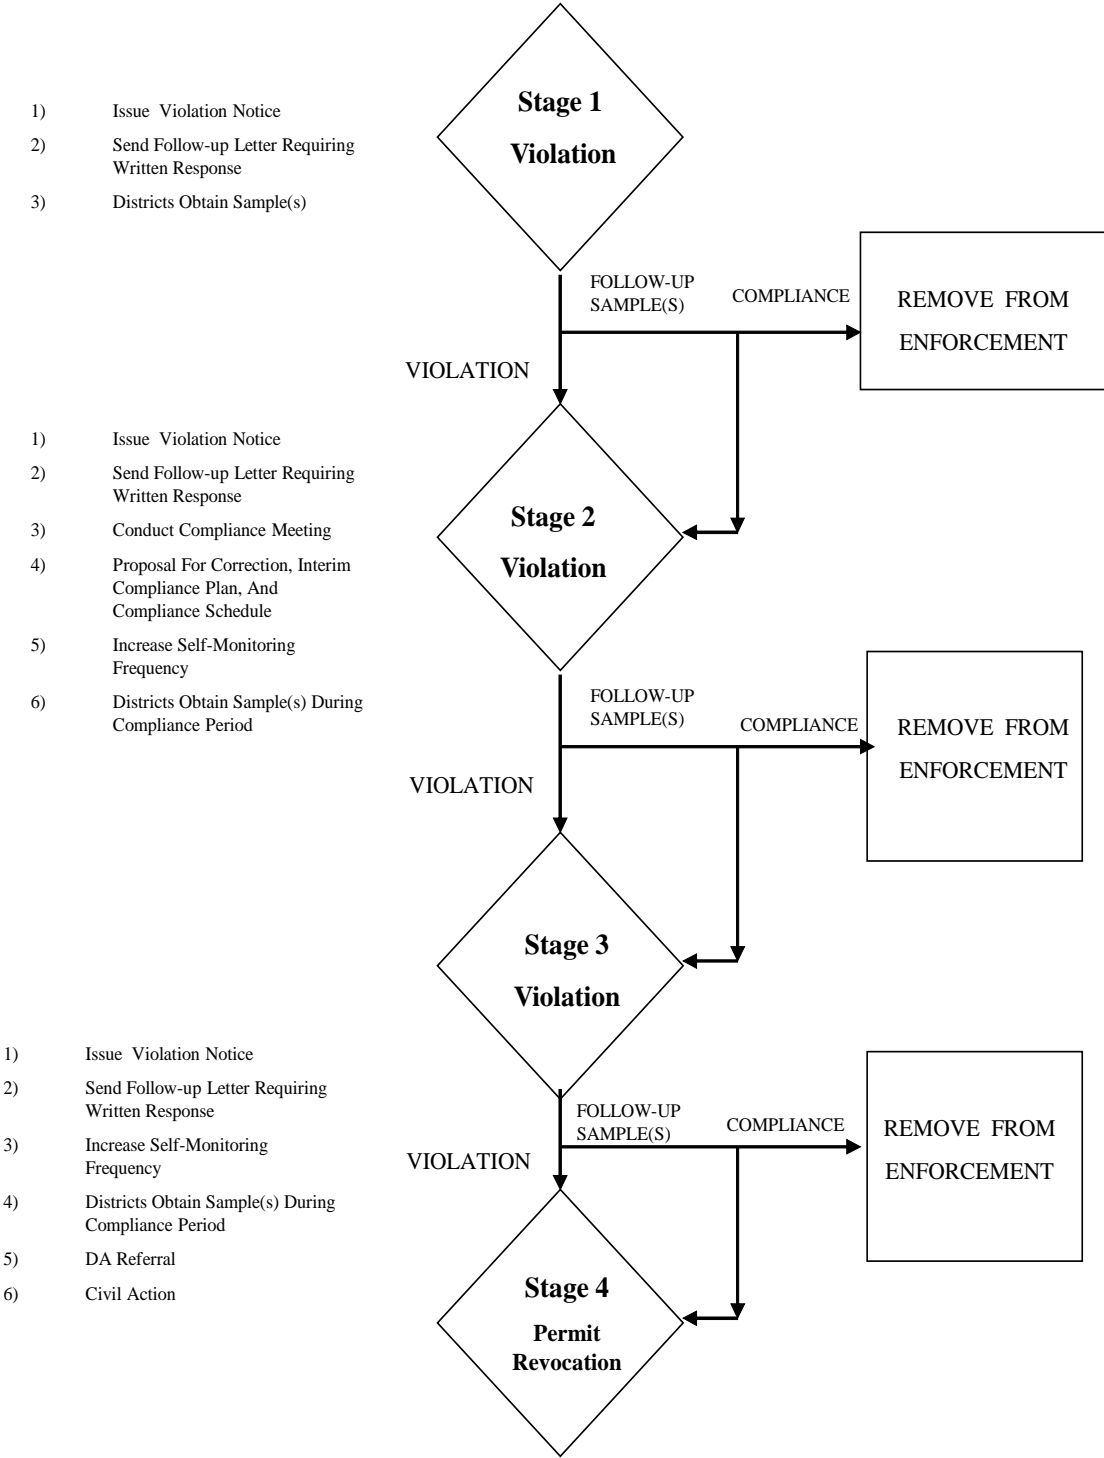 Stage 1
Violation
1) Issue Violation Notice
2) Send Follow-up Letter Requiring
Written Response
3) Districts Obtain Sample(s)
FOLLOW-UP
SAMPLE(S)
COMPLIANCE
REMOVE FROM
ENFORCEMENT
VIOLATION
1) Issue Violation Notice
2) Send Follow-up Letter Requiring
Written Response
3) Conduct Compliance Meeting
4) Proposal For Correction, Interim
Compliance Plan, And
Compliance Schedule
5) Increase Self-Monitoring
Frequency
6) Districts Obtain Sample(s) During
Compliance Period
Stage 2
Violation
FOLLOW-UP
SAMPLE(S)
COMPLIANCE
REMOVE FROM
ENFORCEMENT
VIOLATION
Stage 3
Violation
1) Issue Violation Notice
2) Send Follow-up Letter Requiring
Written Response
3) Increase Self-Monitoring
Frequency
4) Districts Obtain Sample(s) During
Compliance Period
5) DA Referral
6) Civil Action
FOLLOW-UP
SAMPLE(S)
COMPLIANCE
REMOVE FROM
ENFORCEMENT
VIOLATION
Stage 4
Permit
Revocation